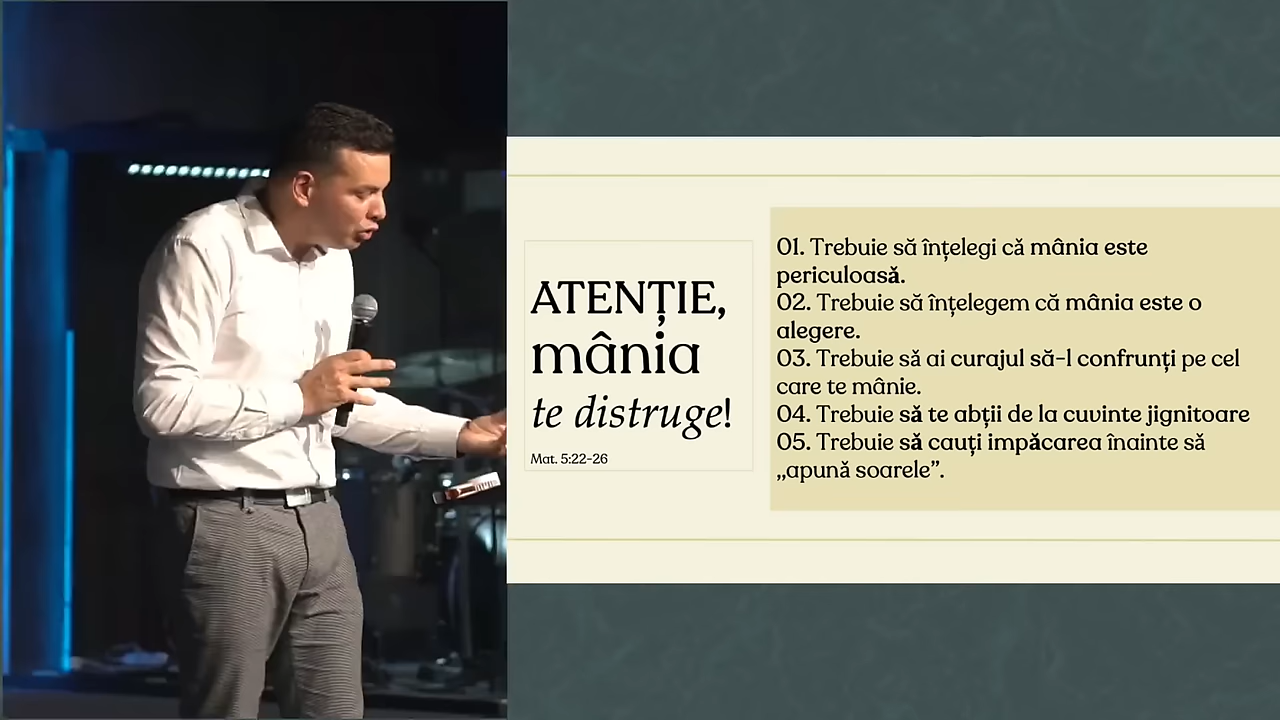 ATENȚIE,
mânia
te distruge!
Mat. 5:22-26
01. Trebuie să înțelegi că mânia este
periculoasă.
02. Trebuie să înțelegem că mânia este o
alegere.
03. Trebuie să ai curajul să-l confrunți pe cel
care te mânie.
04. Trebuie să te abții de la cuvinte jignitoare
05. Trebuie să cauți împăcarea înainte să
„apună soarele”.